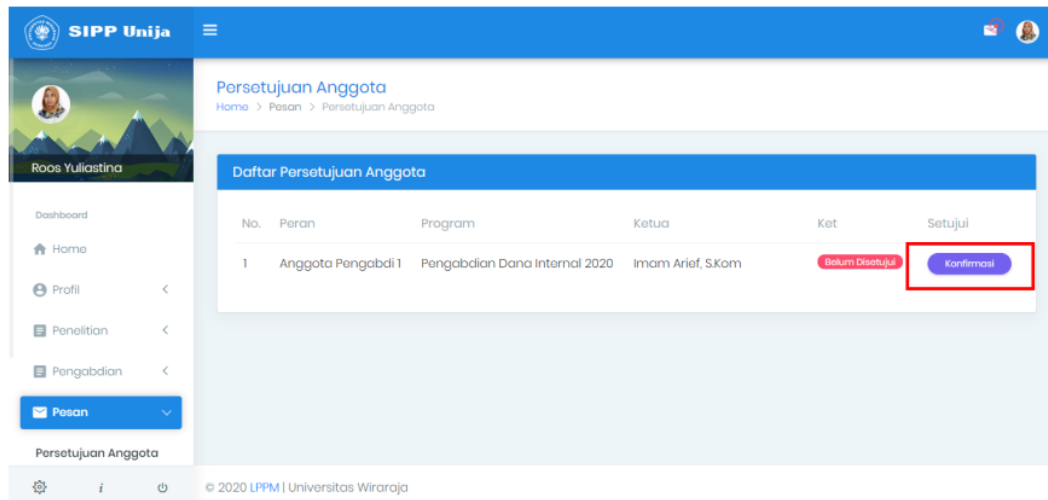 SIPP Unija
Persetujuan Anggota
Home > Pesan > Persetujuan Anggota
Roos Yuliastina
Dashboard
Home
Profil
Penelitian
Pengabdian
Pesan
Persetujuan Anggota
Daftar Persetujuan Anggota
No. Peran Program Ketua Ket Setujui
1 Anggota Pengabdi 1 Pengabdian Dana Internal 2020 Imam Arief, S.Kom Belum Disetujui Konfirmasi
i
© 2020 LPPM | Universitas Wiraraja